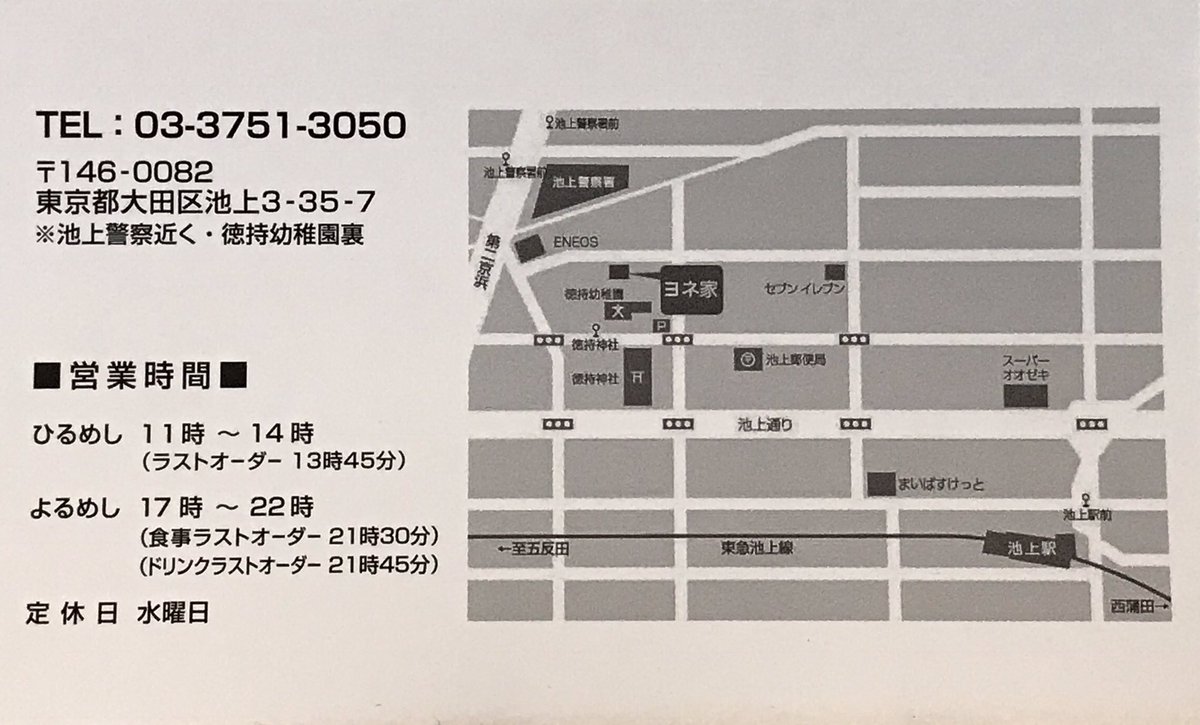 TEL：03-3751-3050
〒146-0082
東京都大田区池上3-35-7
※池上警察近く・徳持幼稚園裏
■営業時間■
ひるめし 11時 ～ 14時
（ラストオーダー 13時45分）
よるめし 17時 ～ 22時
（食事ラストオーダー 21時30分）
（ドリンクラストオーダー 21時45分）
定休日 水曜日
池上警察署前
池上警察署前
池上警察署
第二京浜
ENEOS
ヨネ家
徳持幼稚園
文
P
セブンイレブン
徳持神社
徳持神社
池上郵便局
スーパー
オオゼキ
池上通り
まいばすけっと
池上駅前
←至五反田
東急池上線
池上駅
西蒲田→